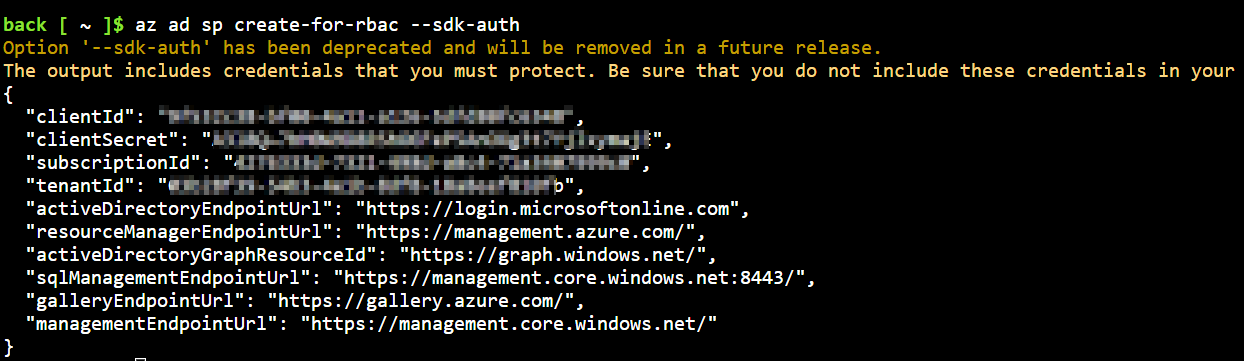 back [ ~ ]$ az ad sp create-for-rbac --sdk-auth
Option '--sdk-auth' has been deprecated and will be removed in a future release.
The output includes credentials that you must protect. Be sure that you do not include these credentials in your
{
"clientId": "",
"clientSecret": "",
"subscriptionId": "",
"tenantId": "b",
"activeDirectoryEndpointUrl": "https://login.microsoftonline.com",
"resourceManagerEndpointUrl": "https://management.azure.com/",
"activeDirectoryGraphResourceId": "https://graph.windows.net/",
"sqlManagementEndpointUrl": "https://management.core.windows.net:8443/",
"galleryEndpointUrl": "https://gallery.azure.com/",
"managementEndpointUrl": "https://management.core.windows.net/"
}